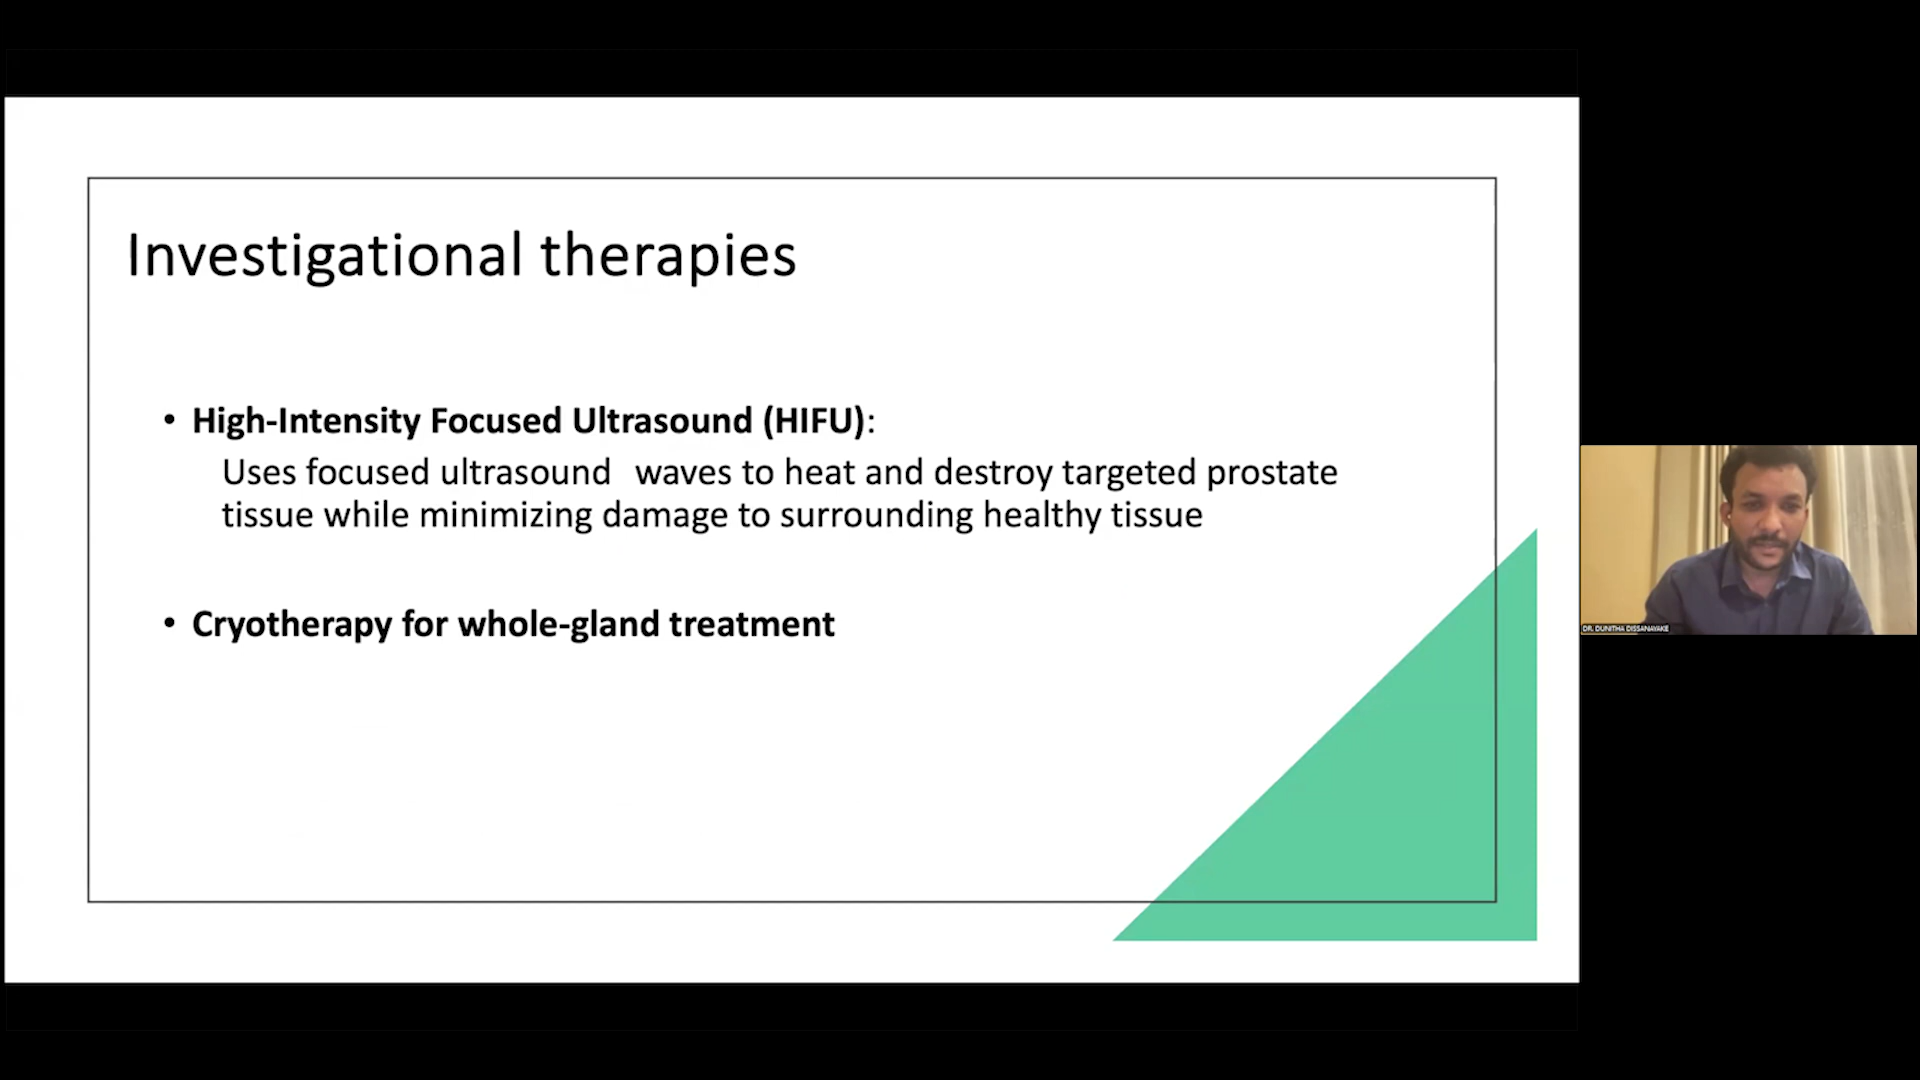 Investigational therapies
• High-Intensity Focused Ultrasound (HIFU):
Uses focused ultrasound waves to heat and destroy targeted prostate
tissue while minimizing damage to surrounding healthy tissue
• Cryotherapy for whole-gland treatment
DR. DUNITHA DISSANAYAKE